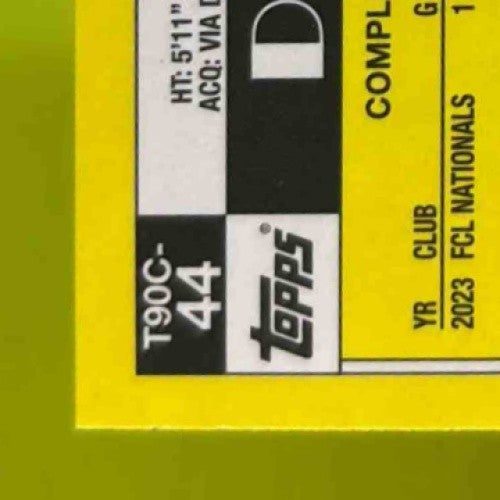 T90C-
44
TOPPS®
HT: 5'11"
ACQ: VIA D
D
COMPL
YR CLUB G
2023 FCL NATIONALS 1